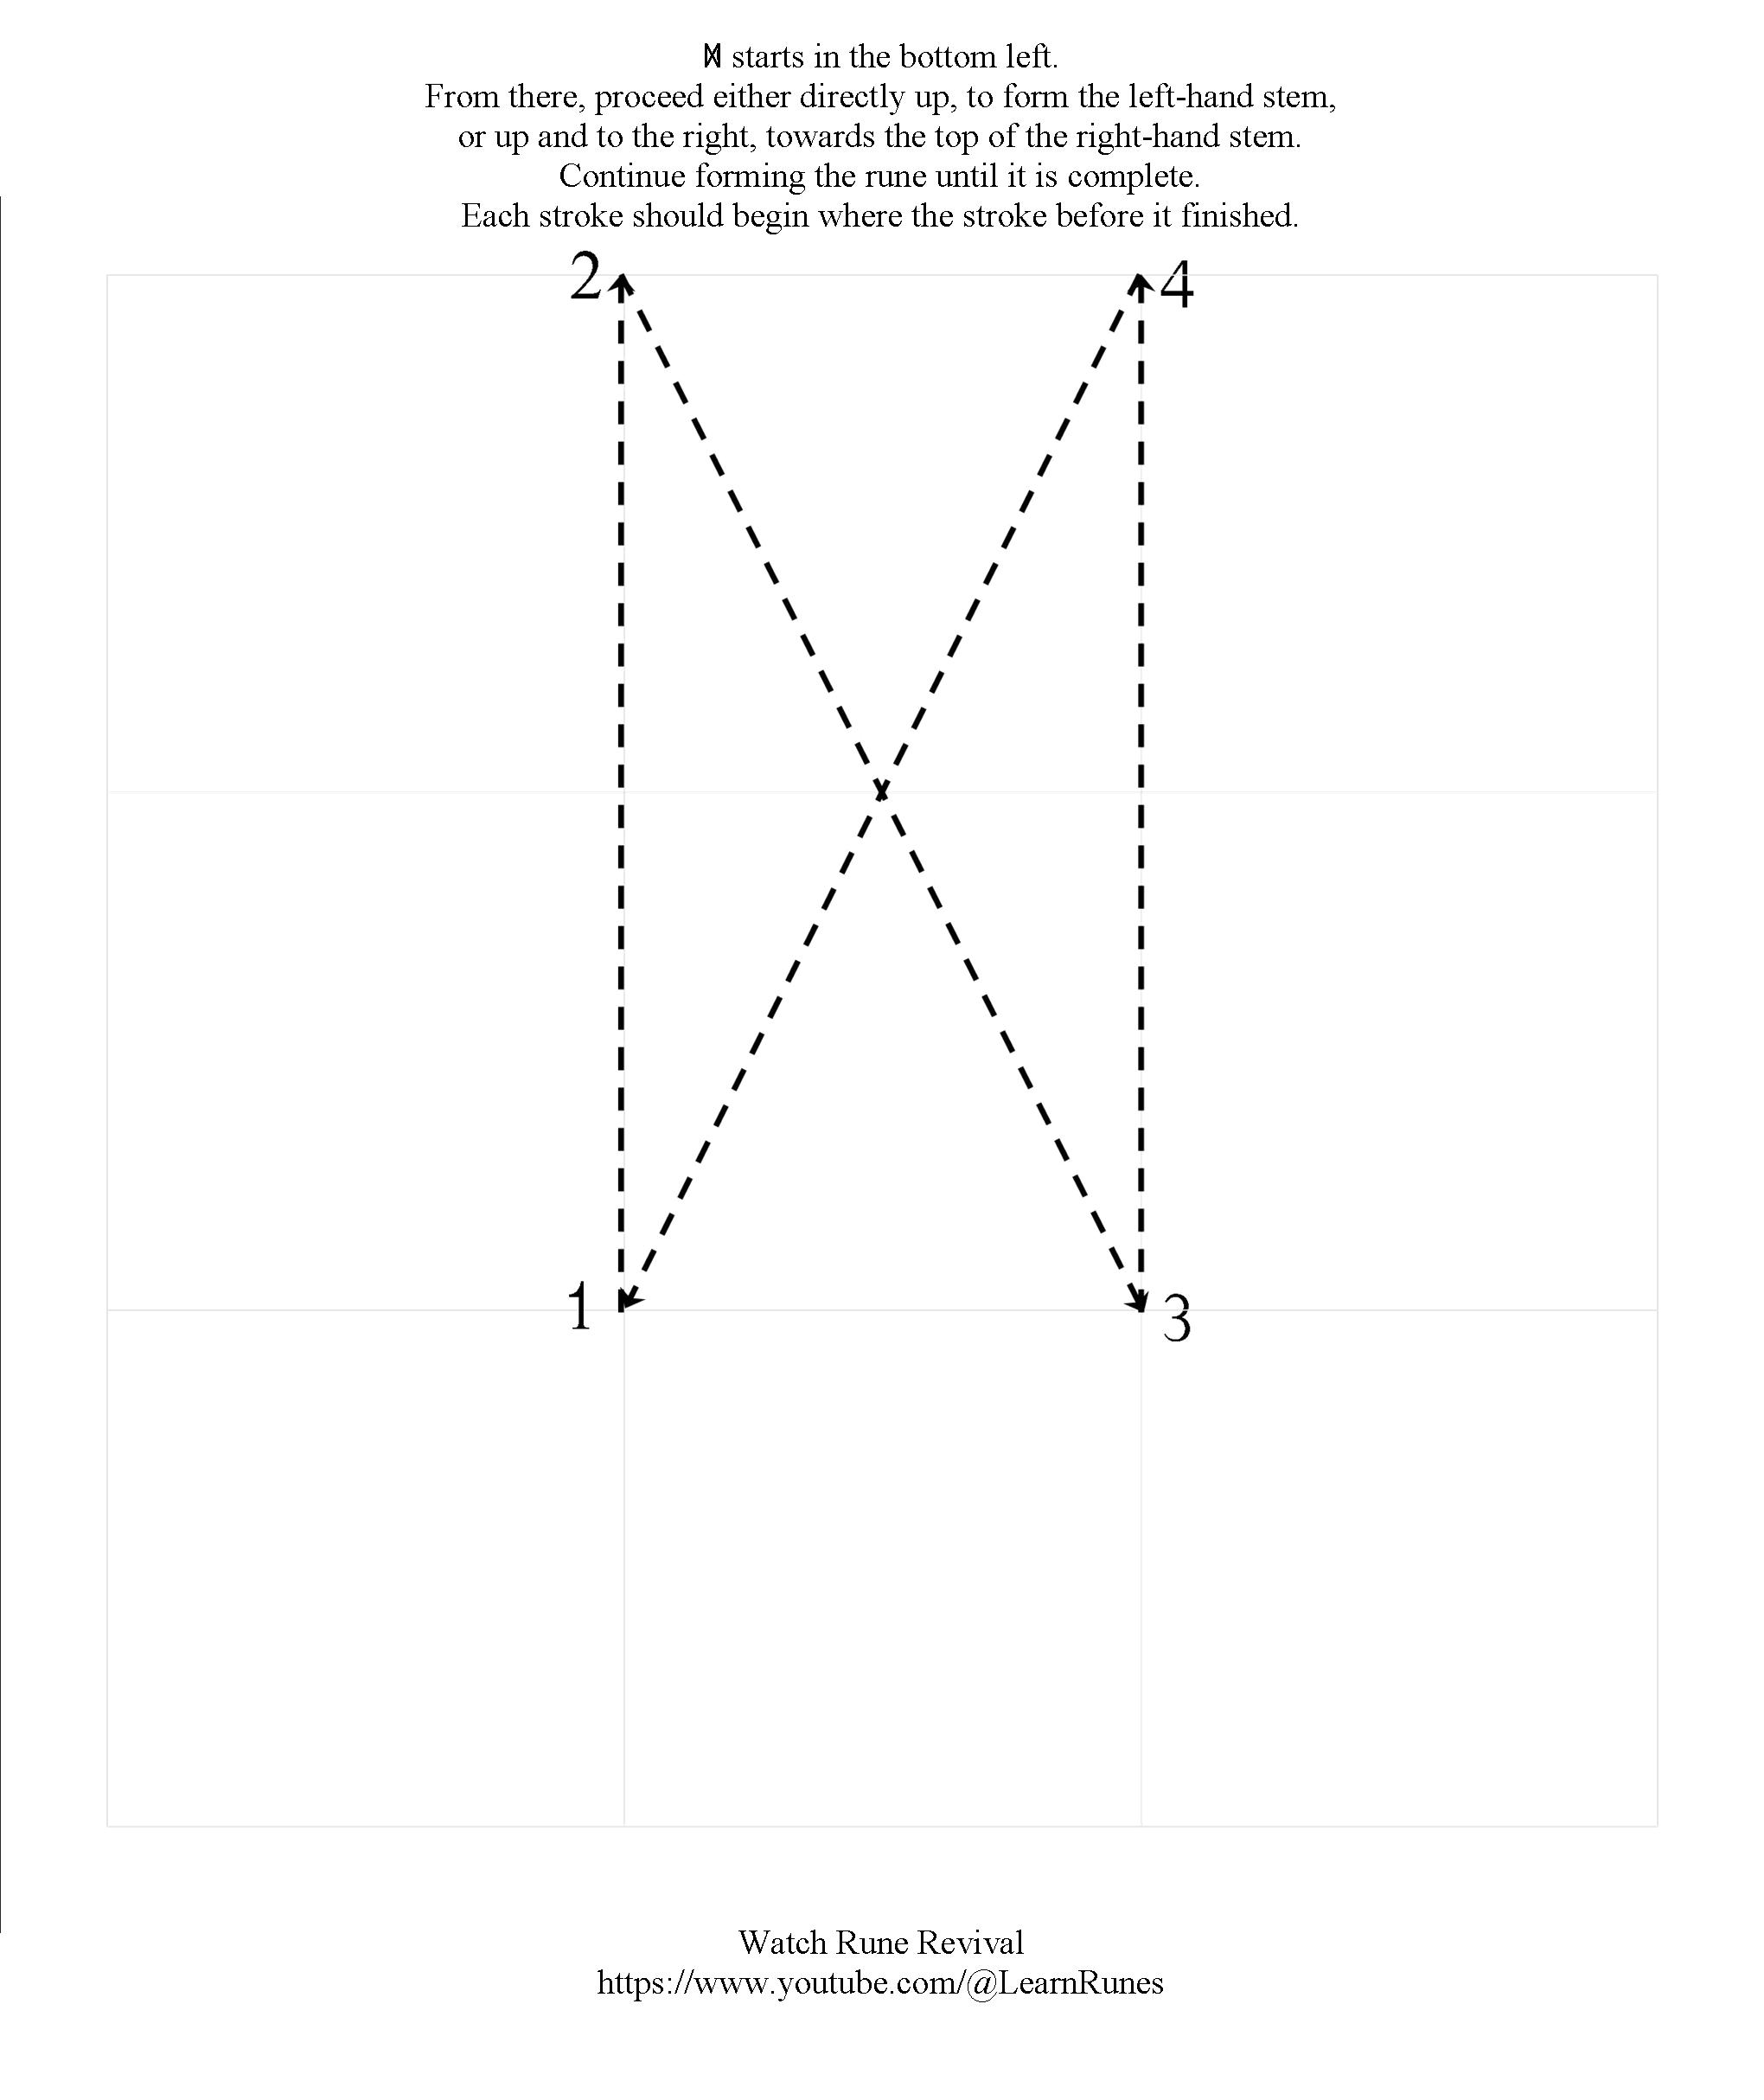 ᛞ starts in the bottom left.
From there, proceed either directly up, to form the left-hand stem,
or up and to the right, towards the top of the right-hand stem.
Continue forming the rune until it is complete.
Each stroke should begin where the stroke before it finished.
2 4
1 3
Watch Rune Revival
https://www.youtube.com/@LearnRunes